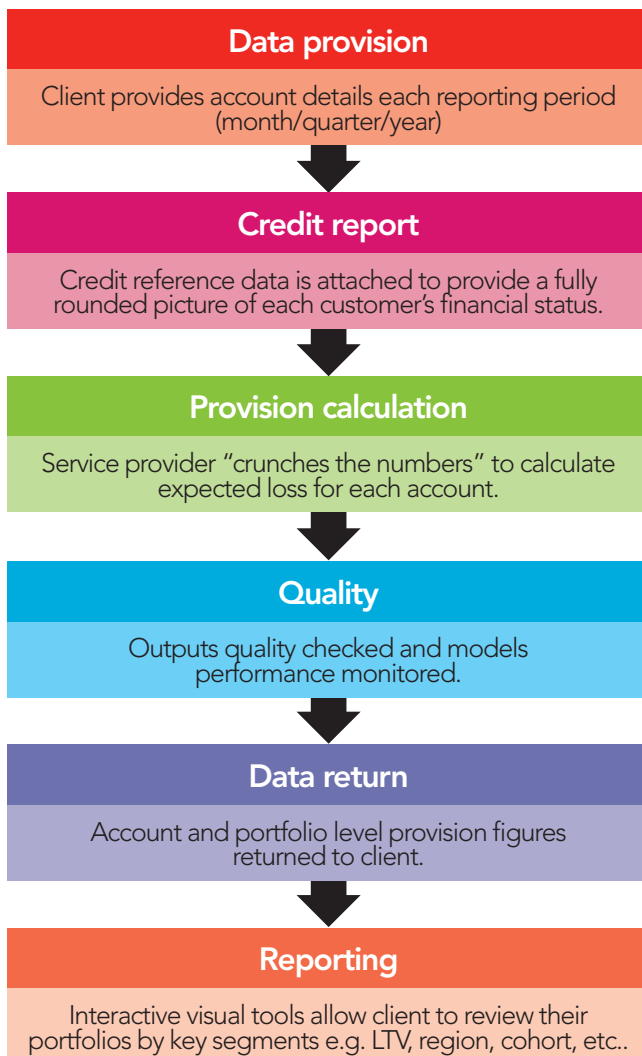 Data provision
Client provides account details each reporting period
(month/quarter/year)
Credit report
Credit reference data is attached to provide a fully
rounded picture of each customer’s financial status.
Provision calculation
Service provider “crunches the numbers” to calculate
expected loss for each account.
Quality
Outputs quality checked and models
performance monitored.
Data return
Account and portfolio level provision figures
returned to client.
Reporting
Interactive visual tools allow client to review their
portfolios by key segments e.g. LTV, region, cohort, etc..